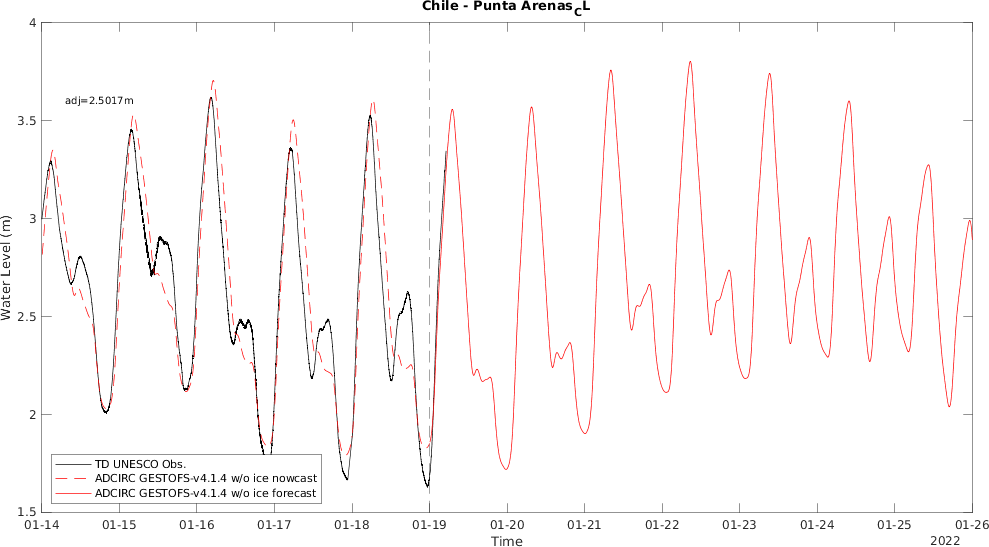 Chile - Punta Arenas_CL
4
adj=2.5017m
3.5
3
Water Level (m)
2.5
2
TD UNESCO Obs.
ADCIRC GESTOFS-v4.1.4 w/o ice nowcast
ADCIRC GESTOFS-v4.1.4 w/o ice forecast
1.5
01-14 01-15 01-16 01-17 01-18 01-19 01-20 01-21 01-22 01-23 01-24 01-25 01-26
Time
2022